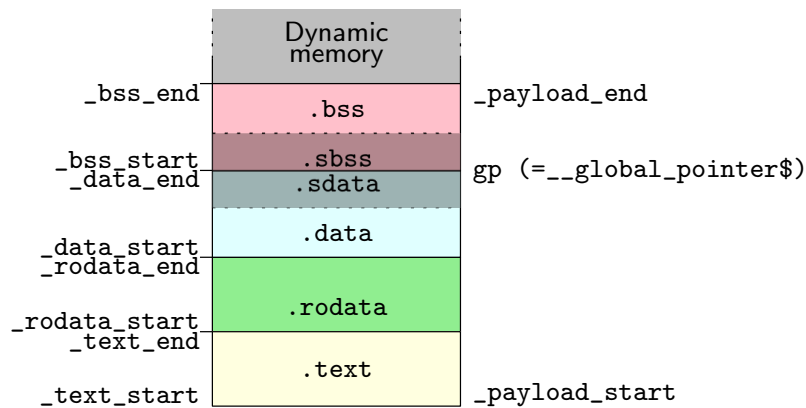 Dynamic
memory
_bss_end
_payload_end
.bss
_bss_start
.sbss
gp (=__global_pointer$)
_data_end
.sdata
.data
_data_start
_rodata_end
.rodata
_rodata_start
_text_end
.text
_text_start
_payload_start